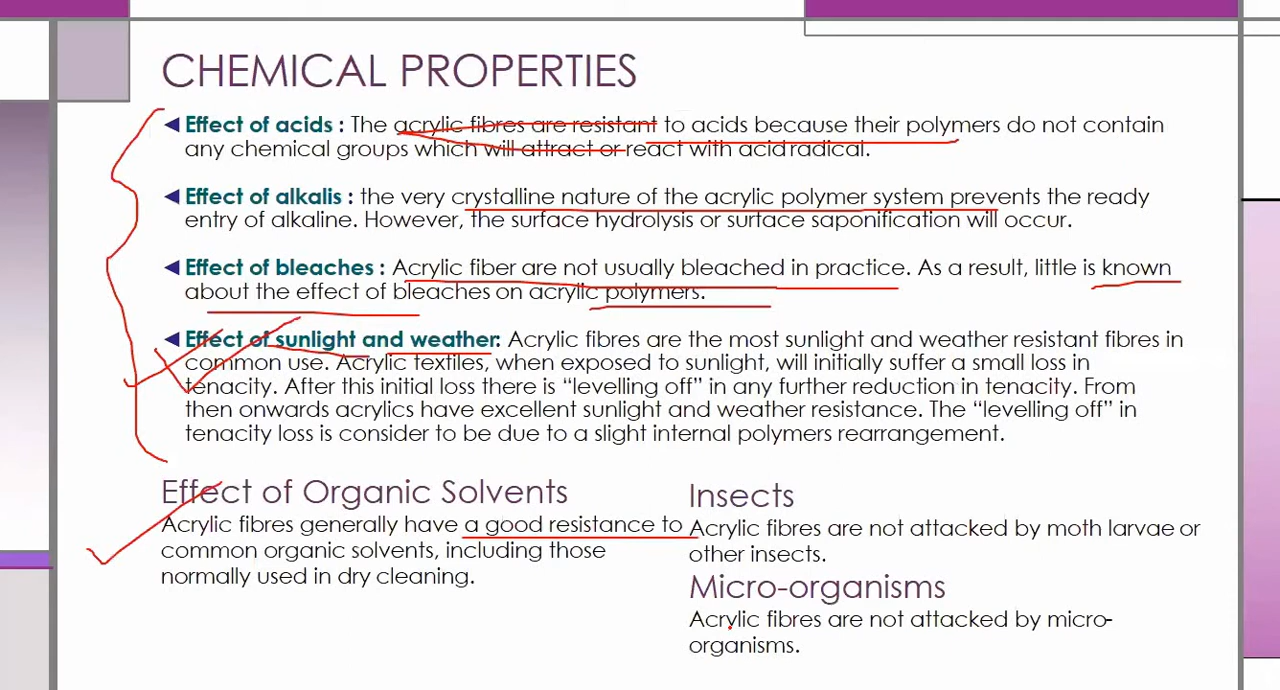 CHEMICAL PROPERTIES
Effect of acids : The acrylic fibres are resistant to acids because their polymers do not contain
any chemical groups which will attract or react with acid radical.
Effect of alkalis : the very crystalline nature of the acrylic polymer system prevents the ready
entry of alkaline. However, the surface hydrolysis or surface saponification will occur.
Effect of bleaches : Acrylic fiber are not usually bleached in practice. As a result, little is known
about the effect of bleaches on acrylic polymers.
Effect of sunlight and weather: Acrylic fibres are the most sunlight and weather resistant fibres in
common use. Acrylic textiles, when exposed to sunlight, will initially suffer a small loss in
tenacity. After this initial loss there is “levelling off” in any further reduction in tenacity. From
then onwards acrylics have excellent sunlight and weather resistance. The “levelling off” in
tenacity loss is consider to be due to a slight internal polymers rearrangement.
Effect of Organic Solvents
Acrylic fibres generally have a good resistance to
common organic solvents, including those
normally used in dry cleaning.
Insects
Acrylic fibres are not attacked by moth larvae or
other insects.
Micro-organisms
Acrylic fibres are not attacked by micro-
organisms.